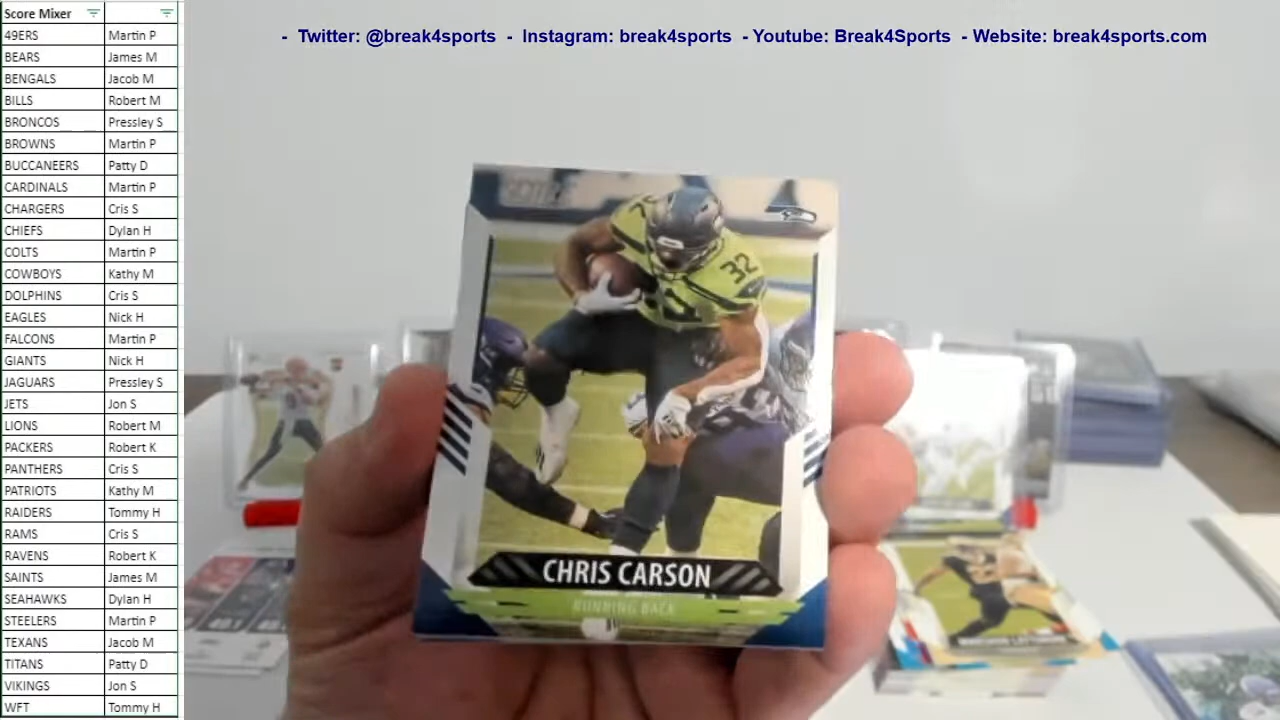 Score Mixer
49ERS Martin P
BEARS James M
BENGALS Jacob M
BILLS Robert M
BRONCOS Pressley S
BROWNS Martin P
BUCCANEERS Patty D
CARDINALS Martin P
CHARGERS Cris S
CHIEFS Dylan H
COLTS Martin P
COWBOYS Kathy M
DOLPHINS Cris S
EAGLES Nick H
FALCONS Martin P
GIANTS Nick H
JAGUARS Pressley S
JETS Jon S
LIONS Robert M
PACKERS Robert K
PANTHERS Cris S
PATRIOTS Kathy M
RAIDERS Tommy H
RAMS Cris S
RAVENS Robert K
SAINTS James M
SEAHAWKS Dylan H
STEELERS Martin P
TEXANS Jacob M
TITANS Patty D
VIKINGS Jon S
WFT Tommy H
- Twitter: @break4sports - Instagram: break4sports - Youtube: Break4Sports - Website: break4sports.com
SCORE
32
CHRIS CARSON
RUNNING BACK